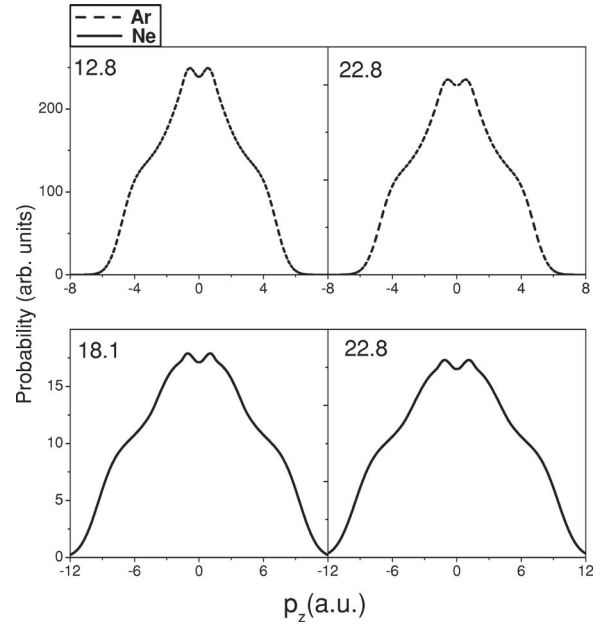 Ar
Ne
12.8
22.8
200
100
0
-8 -4 0 4 -8 -4 0 4 8
Probability (arb. units)
18.1
22.8
15
10
5
0
-12 -6 0 6 -12 -6 0 6 12
p_z(a.u.)